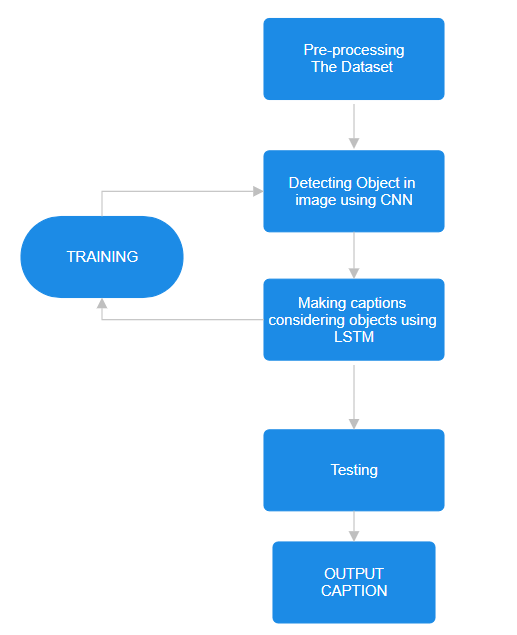 Pre-processing
The Dataset
Detecting Object in
image using CNN
TRAINING
Making captions
considering objects using
LSTM
Testing
OUTPUT
CAPTION